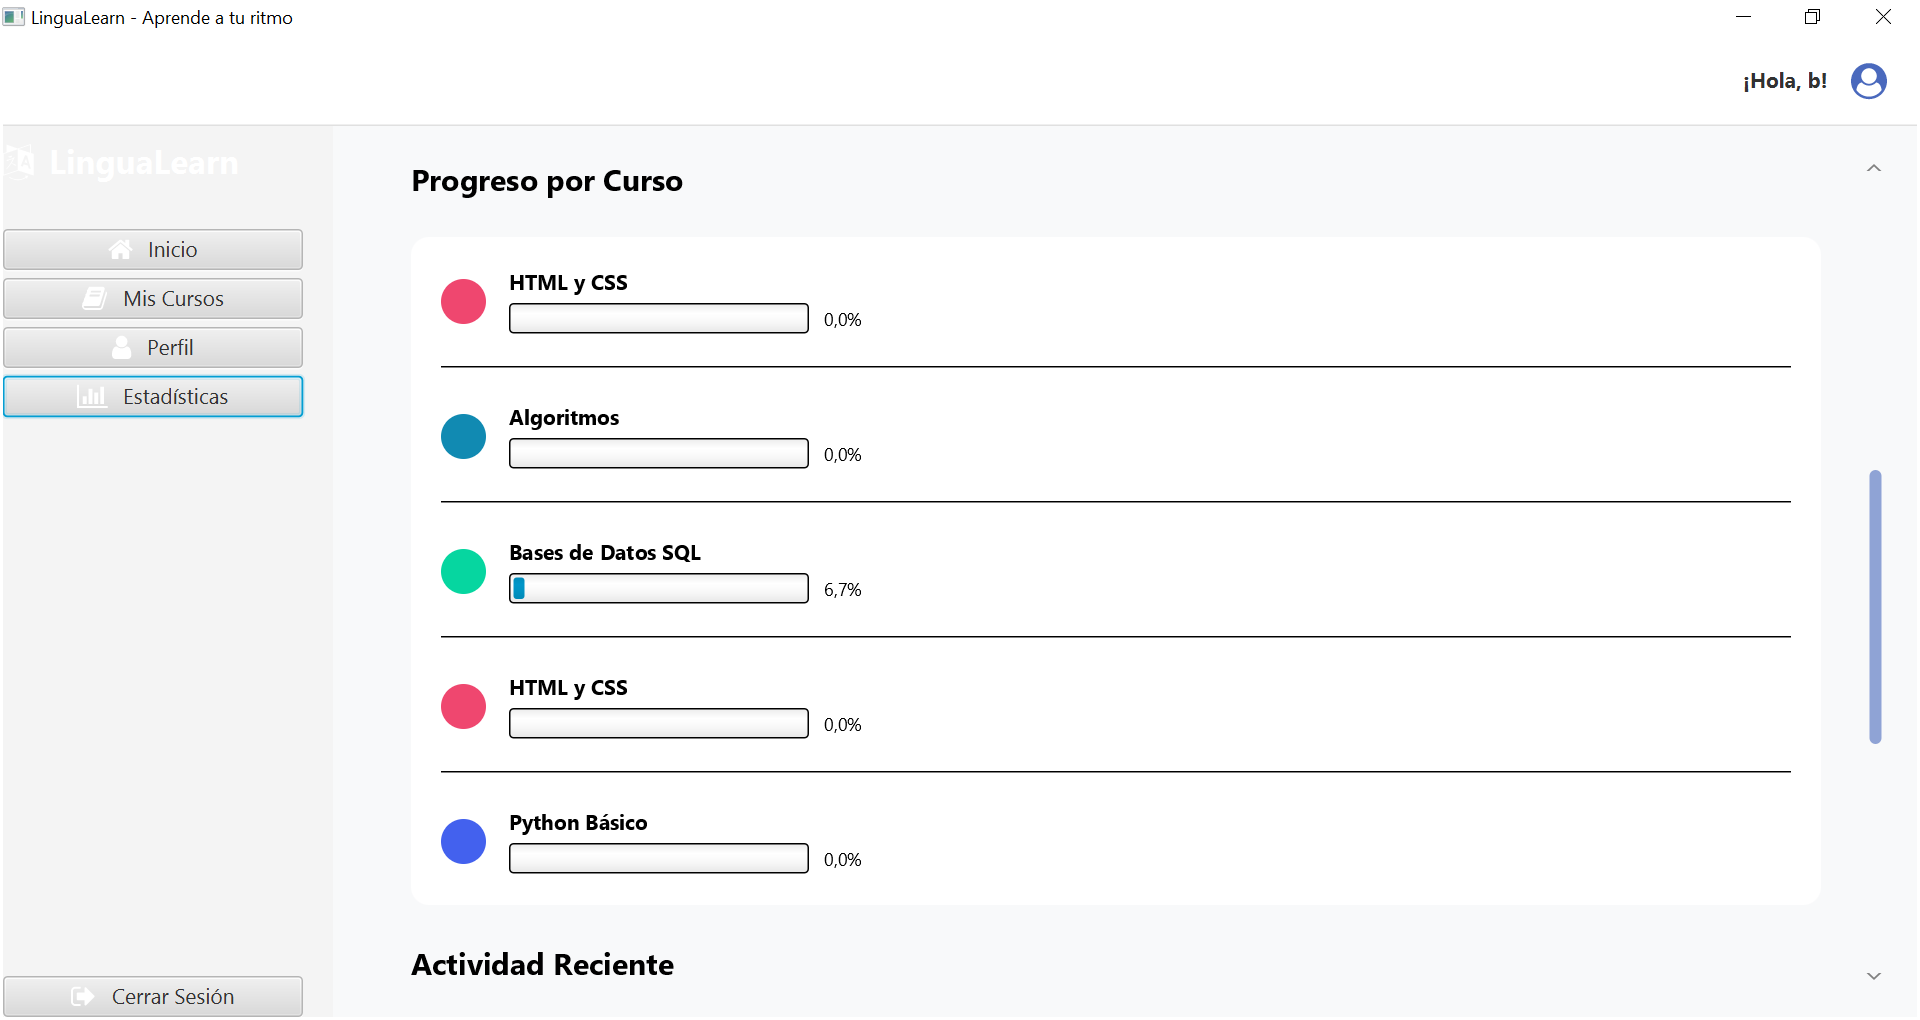 LinguaLearn - Aprende a tu ritmo
¡Hola, b!
LinguaLearn
Inicio
Mis Cursos
Perfil
Estadísticas
Cerrar Sesión
Progreso por Curso
HTML y CSS
0,0%
Algoritmos
0,0%
Bases de Datos SQL
6,7%
HTML y CSS
0,0%
Python Básico
0,0%
Actividad Reciente